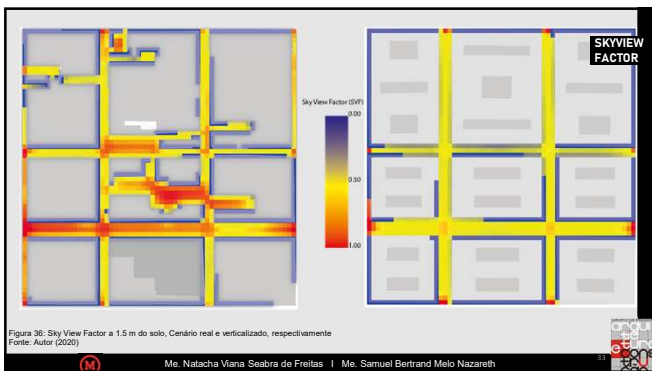 SKYVIEW
FACTOR
Sky View Factor (SVF)
0.00
0.50
1.00
Figura 36: Sky View Factor a 1.5 m do solo, Cenário real e verticalizado, respectivamente
Fonte: Autor (2020)
33
M
Me. Natacha Viana Seabra de Freitas I Me. Samuel Bertrand Melo Nazareth